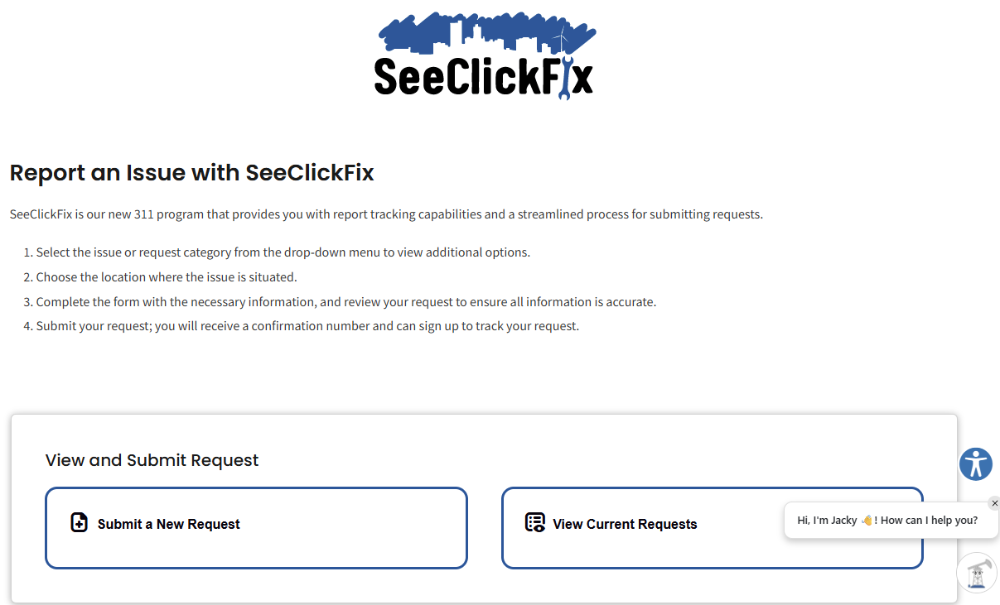 SeeClickFix
Report an Issue with SeeClickFix
SeeClickFix is our new 311 program that provides you with report tracking capabilities and a streamlined process for submitting requests.
1. Select the issue or request category from the drop-down menu to view additional options.
2. Choose the location where the issue is situated.
3. Complete the form with the necessary information, and review your request to ensure all information is accurate.
4. Submit your request; you will receive a confirmation number and can sign up to track your request.
View and Submit Request
Submit a New Request
View Current Requests
Hi, I'm Jacky 👋! How can I help you?